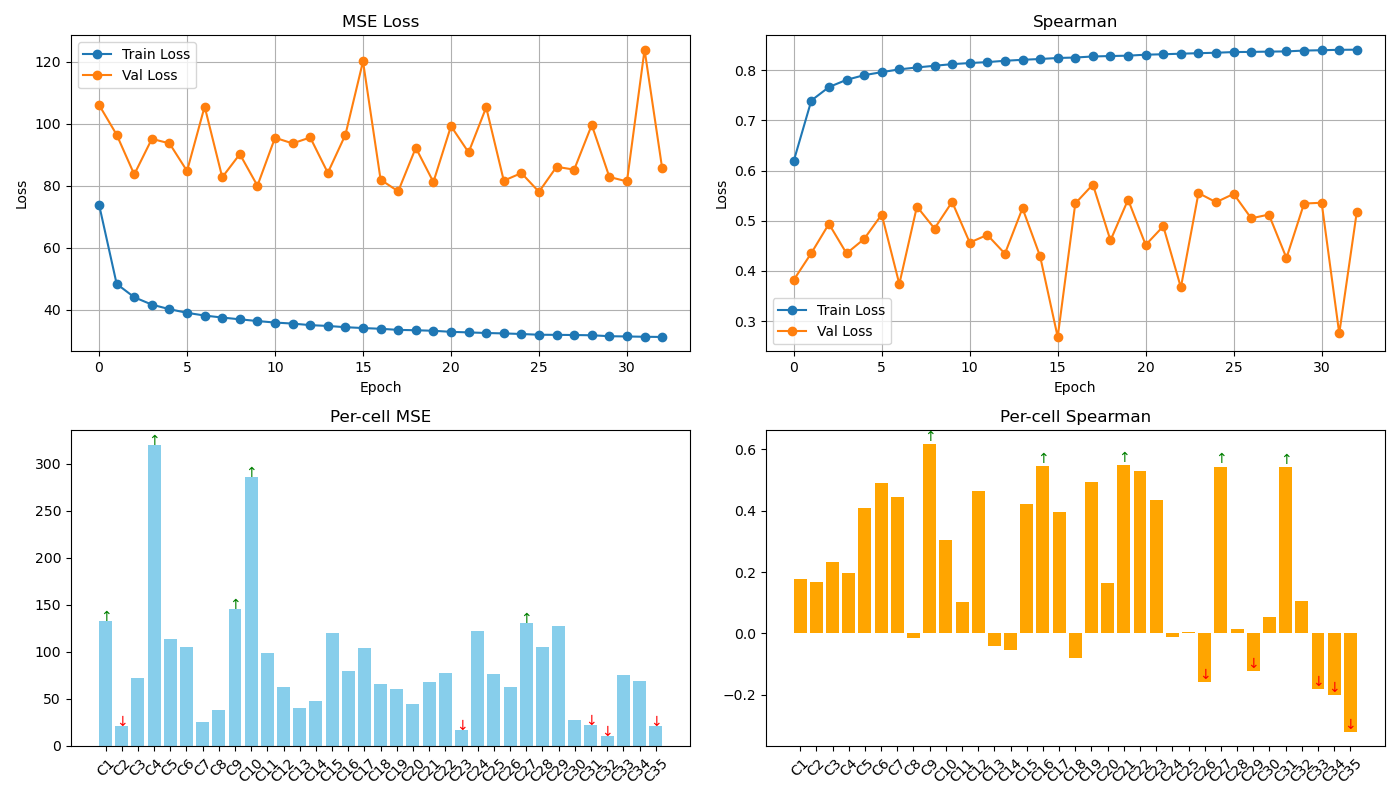 MSE Loss
Loss
120
100
80
60
40
Train Loss
Val Loss
0 5 10 15 20 25 30
Epoch
Spearman
Loss
0.8
0.7
0.6
0.5
0.4
0.3
Train Loss
Val Loss
0 5 10 15 20 25 30
Epoch
Per-cell MSE
300
250
200
150
100
50
0
↑ ↓ ↑ ↑ ↑ ↓ ↑ ↓ ↓ ↓
C1 C2 C3 C4 C5 C6 C7 C8 C9 C10 C11 C12 C13 C14 C15 C16 C17 C18 C19 C20 C21 C22 C23 C24 C25 C26 C27 C28 C29 C30 C31 C32 C33 C34 C35
Per-cell Spearman
0.6
0.4
0.2
0.0
−0.2
↑ ↑ ↑ ↓ ↑ ↓ ↑ ↓ ↓ ↓
C1 C2 C3 C4 C5 C6 C7 C8 C9 C10 C11 C12 C13 C14 C15 C16 C17 C18 C19 C20 C21 C22 C23 C24 C25 C26 C27 C28 C29 C30 C31 C32 C33 C34 C35